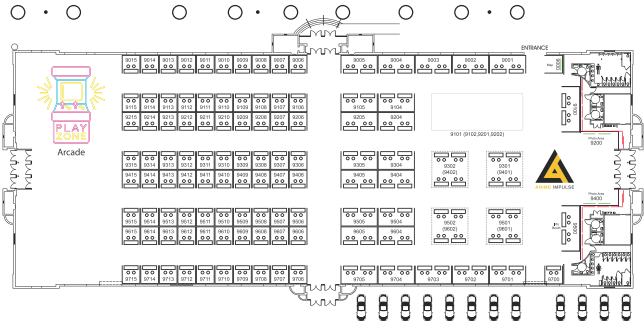 ENTRANCE
9015 9014 9013 9012 9011 9010 9009 9008 9007 9006 9005 9004 9003 9002 9001
9115 9114 9113 9112 9111 9110 9109 9108 9107 9106 9105 9104
9215 9214 9213 9212 9211 9210 9209 9208 9207 9206 9205 9204
9101 (9102,9201,9202)
PLAY
ZONE
Arcade
Photo Area
9200
9315 9314 9313 9312 9311 9310 9309 9308 9307 9306 9305 9304
9302
(9402)
9301
(9401)
9415 9414 9413 9412 9411 9410 9409 9408 9407 9406 9405 9404
ANIME IMPULSE
Photo Area
9400
9515 9514 9513 9512 9511 9510 9509 9508 9507 9506 9505 9504
9502
(9602)
9501
(9601)
9615 9614 9613 9612 9611 9610 9609 9608 9607 9606 9605 9604
9715 9714 9713 9712 9711 9710 9709 9708 9707 9706 9705 9704 9703 9702 9701 9700